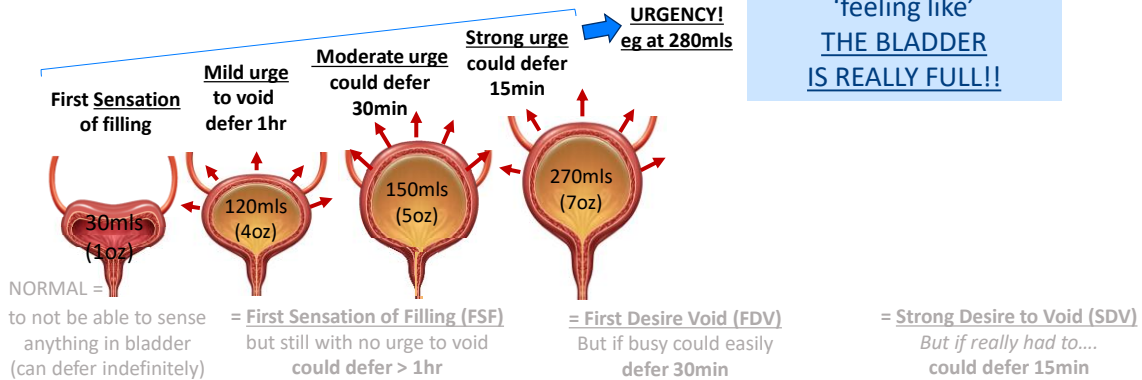 First Sensation
of filling
Mild urge
to void
defer 1hr
Moderate urge
could defer
30min
Strong urge
could defer
15min
URGENCY!
eg at 280mls
‘feeling like’
THE BLADDER
IS REALLY FULL!!
30mls
(1oz)
120mls
(4oz)
150mls
(5oz)
270mls
(7oz)
NORMAL =
to not be able to sense
anything in bladder
(can defer indefinitely)
= First Sensation of Filling (FSF)
but still with no urge to void
could defer > 1hr
= First Desire Void (FDV)
But if busy could easily
defer 30min
= Strong Desire to Void (SDV)
But if really had to....
could defer 15min